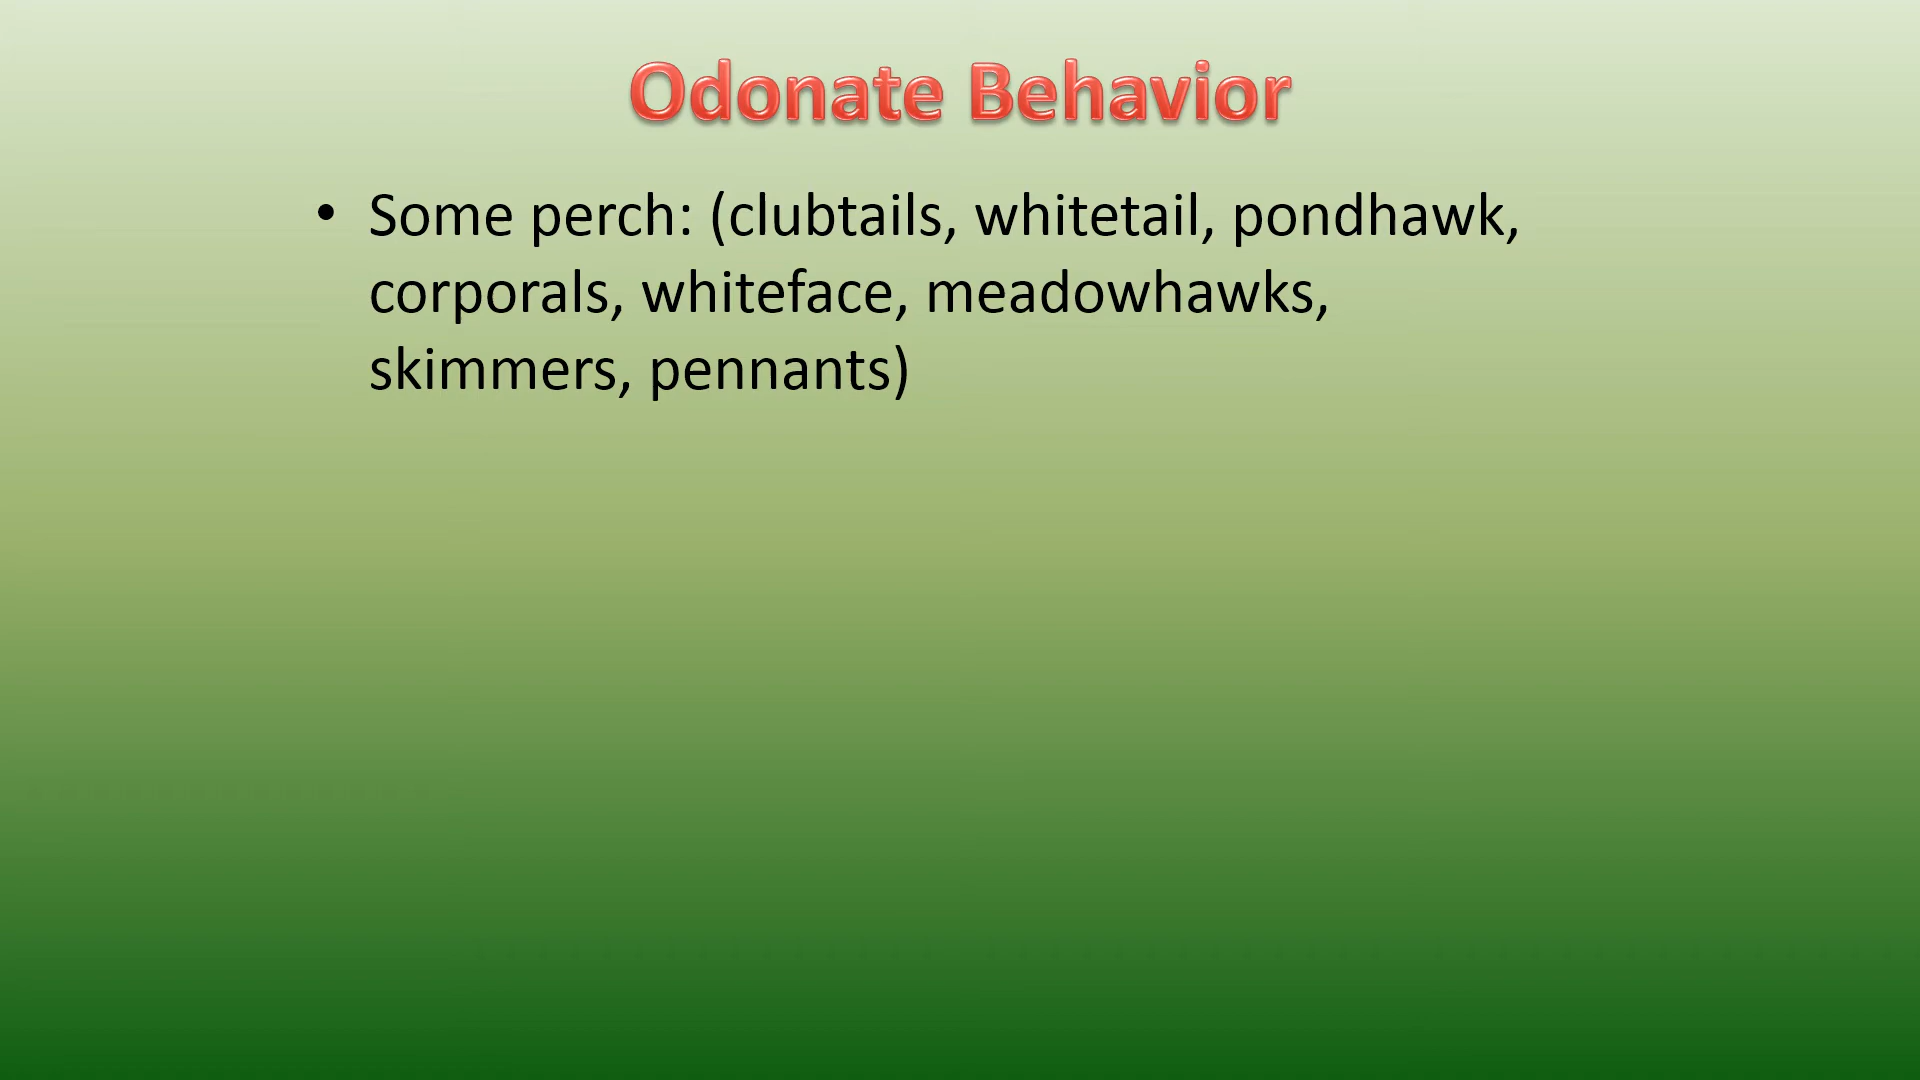 Odonate Behavior
• Some perch: (clubtails, whitetail, pondhawk,
corporals, whiteface, meadowhawks,
skimmers, pennants)